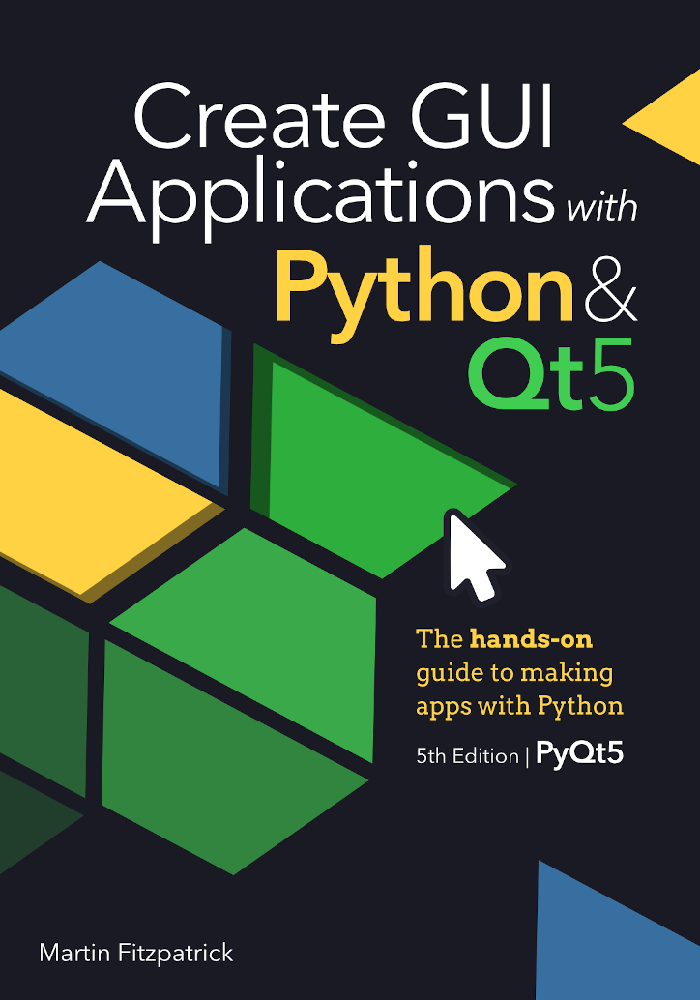 Create GUI
Applications with
Python &
Qt5
The hands-on
guide to making
apps with Python
5th Edition | PyQt5
Martin Fitzpatrick